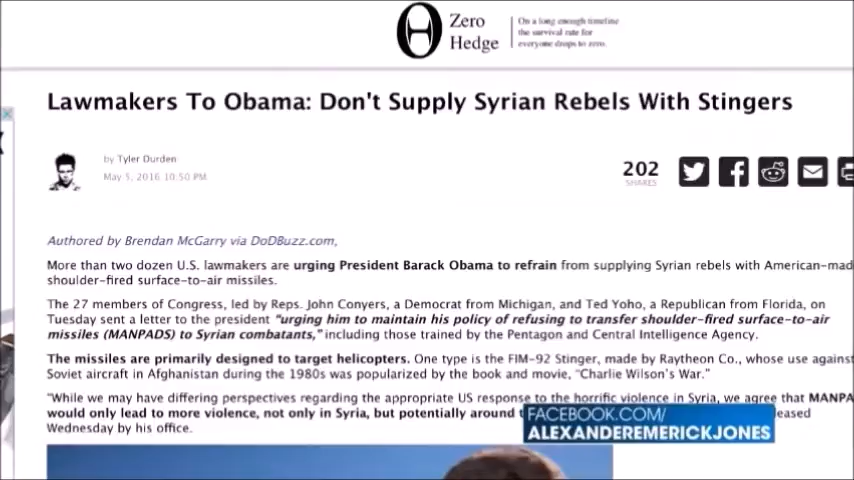 Zero
Hedge
On a long enough timeline
the survival rate for
everyone drops to zero.
Lawmakers To Obama: Don't Supply Syrian Rebels With Stingers
by Tyler Durden
May 5, 2016 10:50 PM
202
SHARES
Authored by Brendan McGarry via DoDBuzz.com,
More than two dozen U.S. lawmakers are urging President Barack Obama to refrain from supplying Syrian rebels with American-mad
shoulder-fired surface-to-air missiles.
The 27 members of Congress, led by Reps. John Conyers, a Democrat from Michigan, and Ted Yoho, a Republican from Florida, on
Tuesday sent a letter to the president "urging him to maintain his policy of refusing to transfer shoulder-fired surface-to-air
missiles (MANPADS) to Syrian combatants," including those trained by the Pentagon and Central Intelligence Agency.
The missiles are primarily designed to target helicopters. One type is the FIM-92 Stinger, made by Raytheon Co., whose use against
Soviet aircraft in Afghanistan during the 1980s was popularized by the book and movie, "Charlie Wilson's War."
"While we may have differing perspectives regarding the appropriate US response to the horrific violence in Syria, we agree that MANPA
would only lead to more violence, not only in Syria, but potentially around t
eased
Wednesday by his office.
FACEBOOK.COM/
ALEXANDEREMERICKJONES